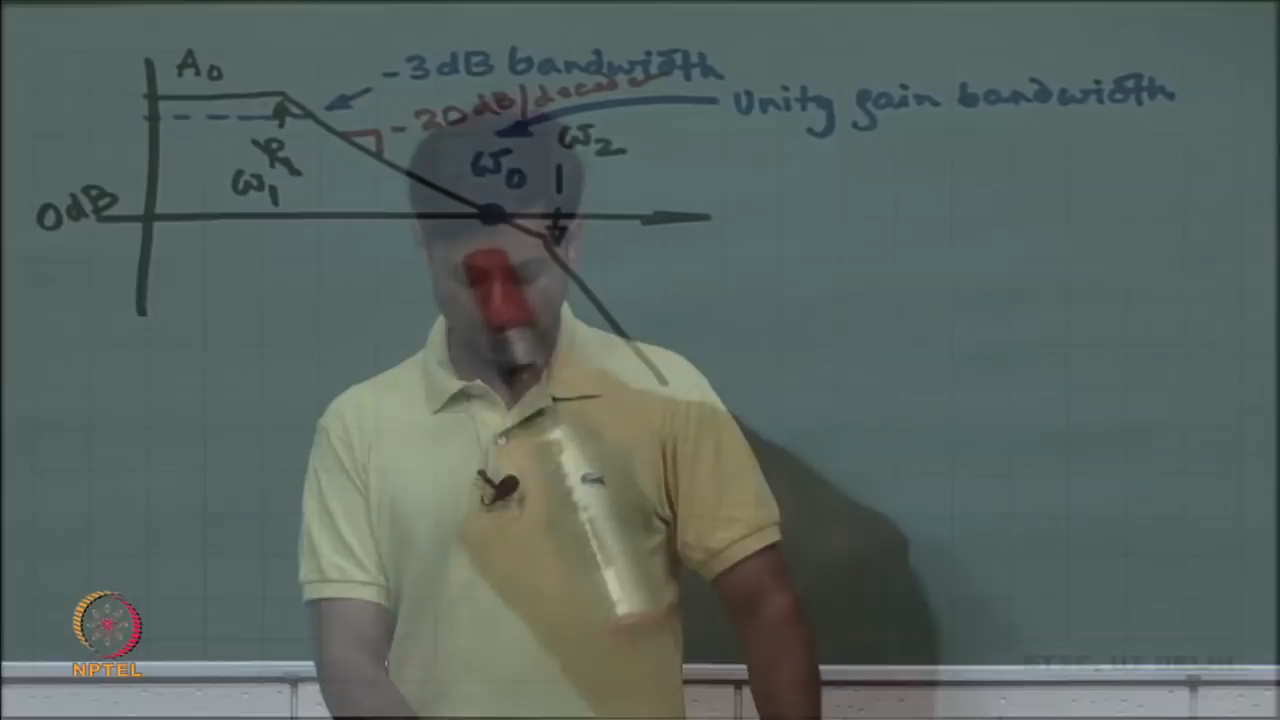 A₀
-3dB bandwidth
-20dB/decade
Unity gain bandwidth
ω₂
ω₀
ω₁
0dB
NPTEL